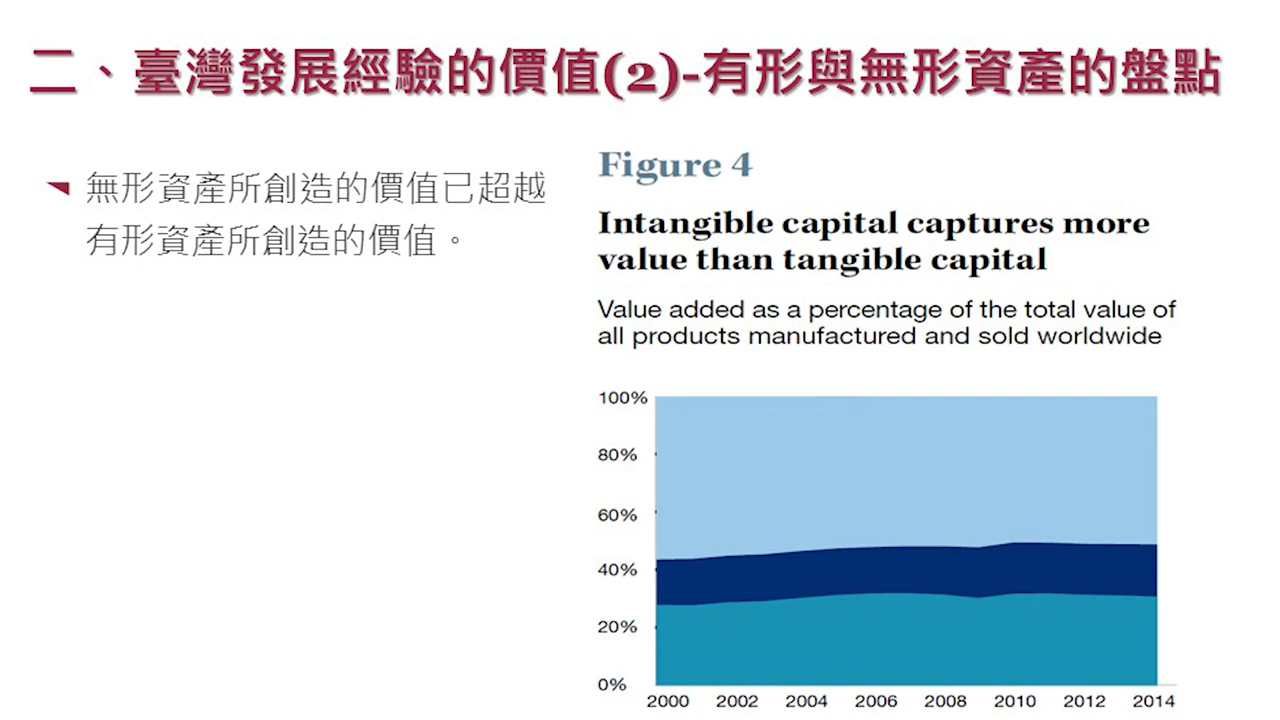 二、臺灣發展經驗的價值(2)-有形與無形資產的盤點
無形資產所創造的價值已超越
有形資產所創造的價值。
Figure 4
Intangible capital captures more
value than tangible capital
Value added as a percentage of the total value of
all products manufactured and sold worldwide
100%
80%
60%
40%
20%
0%
2000 2002 2004 2006 2008 2010 2012 2014